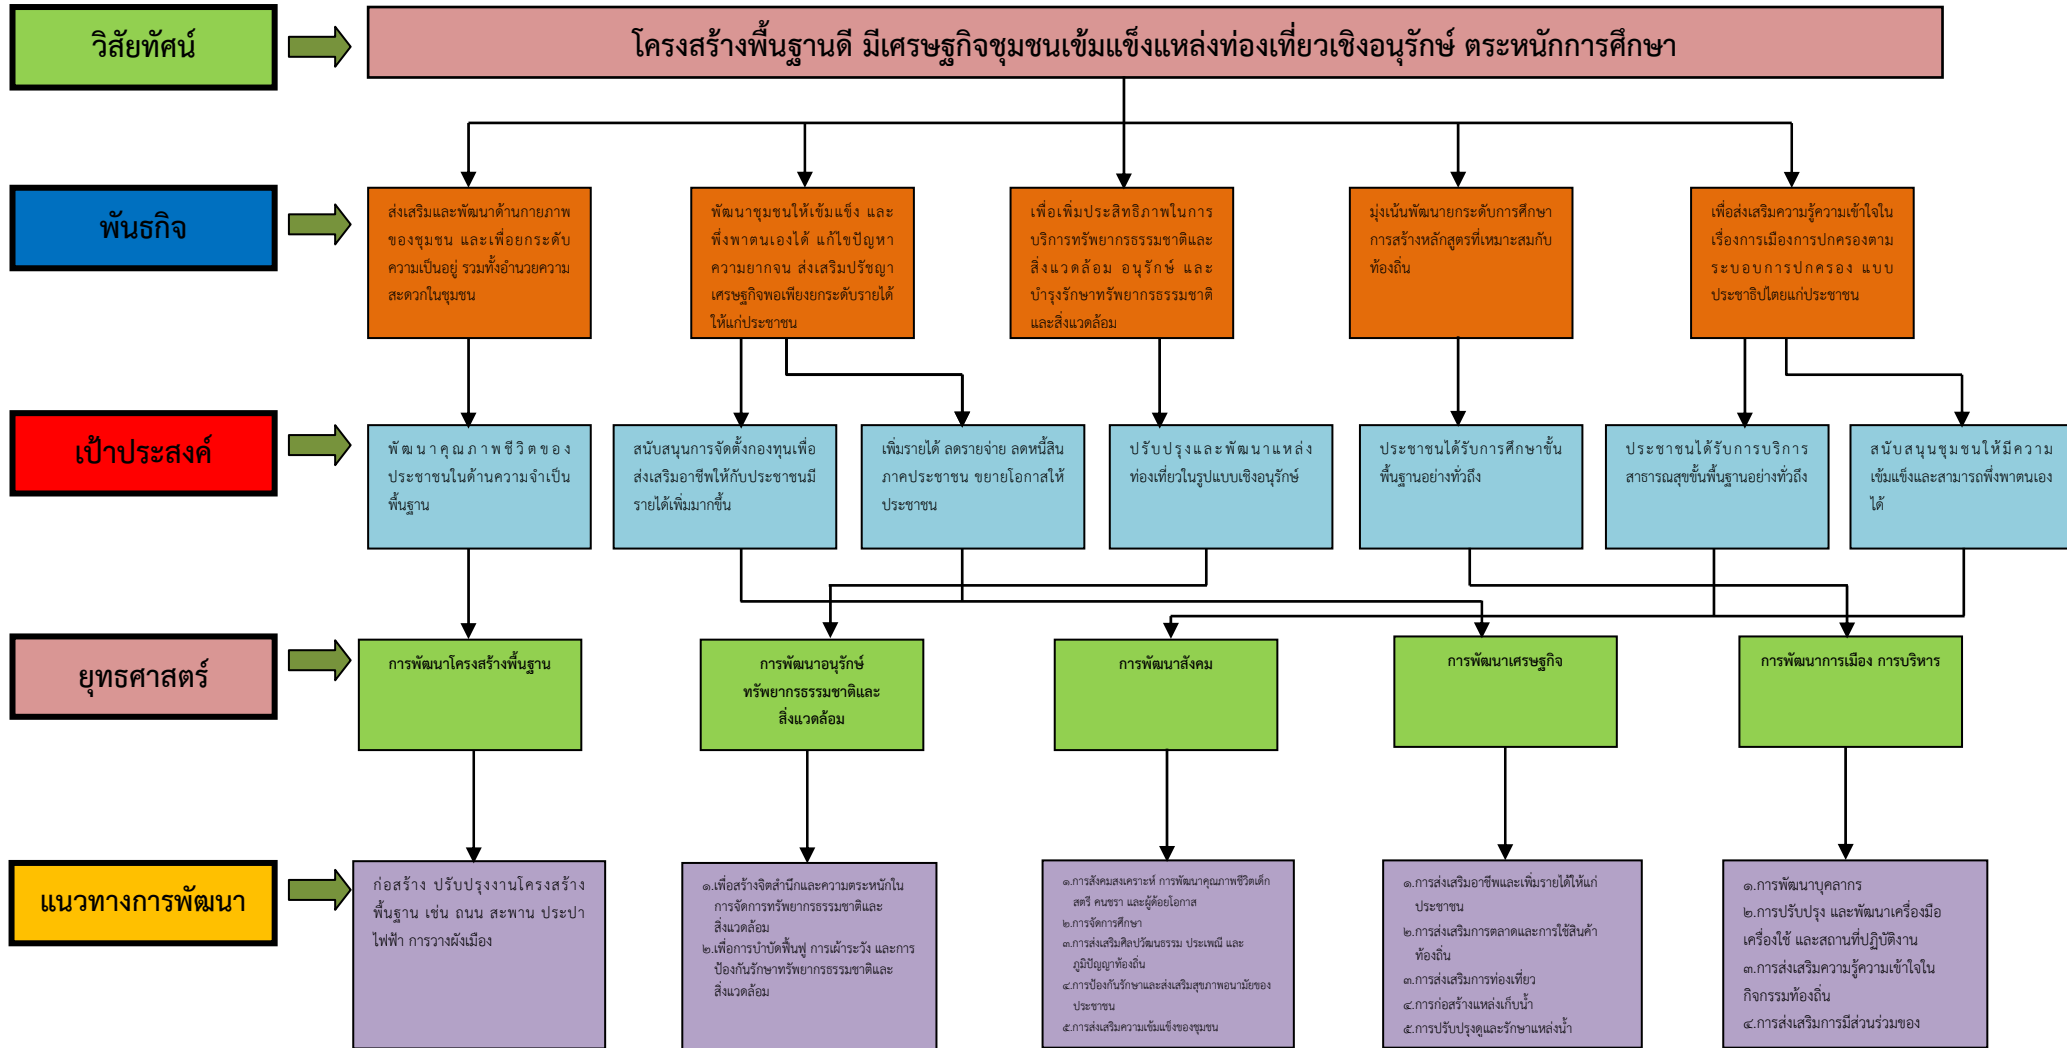 วิสัยทัศน์
โครงสร้างพื้นฐานดี มีเศรษฐกิจชุมชนเข้มแข็งแหล่งท่องเที่ยวเชิงอนุรักษ์ ตระหนักการศึกษา
พันธกิจ
ส่งเสริมและพัฒนาด้านกายภาพ
ของชุมชน และเพื่อยกระดับ
ความเป็นอยู่ รวมทั้งอำนวยความ
สะดวกในชุมชน
พัฒนาชุมชนให้เข้มแข็ง และ
พึ่งพาตนเองได้ แก้ไขปัญหา
ความยากจน ส่งเสริมปรัชญา
เศรษฐกิจพอเพียงยกระดับรายได้
ให้แก่ประชาชน
เพื่อเพิ่มประสิทธิภาพในการ
บริการทรัพยากรธรรมชาติและ
สิ่งแวดล้อม อนุรักษ์ และ
บำรุงรักษาทรัพยากรธรรมชาติ
และสิ่งแวดล้อม
มุ่งเน้นพัฒนายกระดับการศึกษา
การสร้างหลักสูตรที่เหมาะสมกับ
ท้องถิ่น
เพื่อส่งเสริมความรู้ความเข้าใจใน
เรื่องการเมืองการปกครองตาม
ระบอบการปกครอง แบบ
ประชาธิปไตยแก่ประชาชน
เป้าประสงค์
พัฒนาคุณภาพชีวิตของ
ประชาชนในด้านความจำเป็น
พื้นฐาน
สนับสนุนการจัดตั้งกองทุนเพื่อ
ส่งเสริมอาชีพให้กับประชาชนมี
รายได้เพิ่มมากขึ้น
เพิ่มรายได้ ลดรายจ่าย ลดหนี้สิน
ภาคประชาชน ขยายโอกาสให้
ประชาชน
ปรับปรุงและพัฒนาแหล่ง
ท่องเที่ยวในรูปแบบเชิงอนุรักษ์
ประชาชนได้รับการศึกษาขั้น
พื้นฐานอย่างทั่วถึง
ประชาชนได้รับการบริการ
สาธารณสุขขั้นพื้นฐานอย่างทั่วถึง
สนับสนุนชุมชนให้มีความ
เข้มแข็งและสามารถพึ่งพาตนเอง
ได้
ยุทธศาสตร์
การพัฒนาโครงสร้างพื้นฐาน
การพัฒนาอนุรักษ์
ทรัพยากรธรรมชาติและ
สิ่งแวดล้อม
การพัฒนาสังคม
การพัฒนาเศรษฐกิจ
การพัฒนาการเมือง การบริหาร
แนวทางการพัฒนา
ก่อสร้าง ปรับปรุงงานโครงสร้าง
พื้นฐาน เช่น ถนน สะพาน ประปา
ไฟฟ้า การวางผังเมือง
๑.เพื่อสร้างจิตสำนึกและความตระหนักใน
การจัดการทรัพยากรธรรมชาติและ
สิ่งแวดล้อม
๒.เพื่อการบำบัดฟื้นฟู การเฝ้าระวัง และการ
ป้องกันรักษาทรัพยากรธรรมชาติและ
สิ่งแวดล้อม
๑.การสังคมสงเคราะห์ การพัฒนาคุณภาพชีวิตเด็ก
สตรี คนชรา และผู้ด้อยโอกาส
๒.การจัดการศึกษา
๓.การส่งเสริมศิลปวัฒนธรรม ประเพณี และ
ภูมิปัญญาท้องถิ่น
๔.การป้องกันรักษาและส่งเสริมสุขภาพอนามัยของ
ประชาชน
๕.การส่งเสริมความเข้มแข็งของชุมชน
๑.การส่งเสริมอาชีพและเพิ่มรายได้ให้แก่
ประชาชน
๒.การส่งเสริมการตลาดและการใช้สินค้า
ท้องถิ่น
๓.การส่งเสริมการท่องเที่ยว
๔.การก่อสร้างแหล่งเก็บน้ำ
๕.การปรับปรุงดูและรักษาแหล่งน้ำ
๑.การพัฒนาบุคลากร
๒.การปรับปรุง และพัฒนาเครื่องมือ
เครื่องใช้ และสถานที่ปฏิบัติงาน
๓.การส่งเสริมความรู้ความเข้าใจใน
กิจกรรมท้องถิ่น
๔.การส่งเสริมการมีส่วนร่วมของ